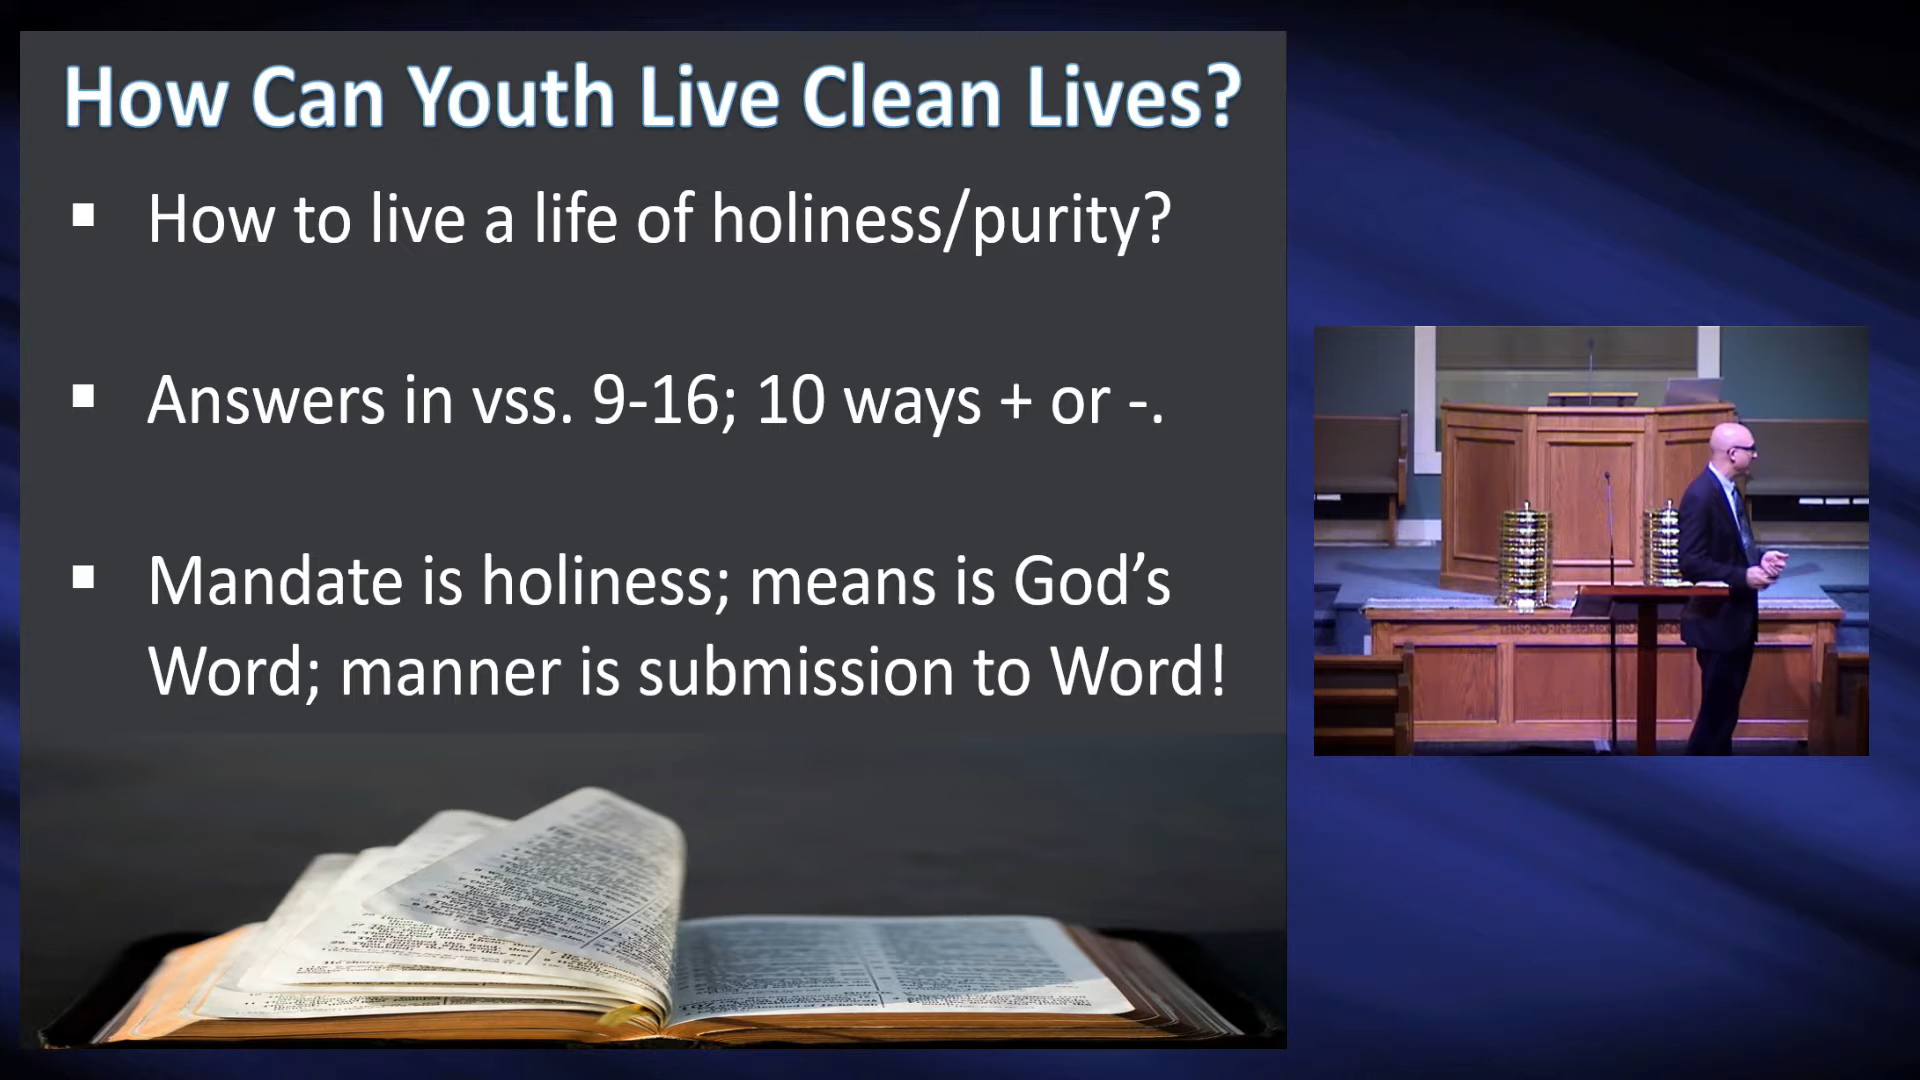 How Can Youth Live Clean Lives?
▪ How to live a life of holiness/purity?
▪ Answers in vss. 9-16; 10 ways + or -.
▪ Mandate is holiness; means is God’s
Word; manner is submission to Word!